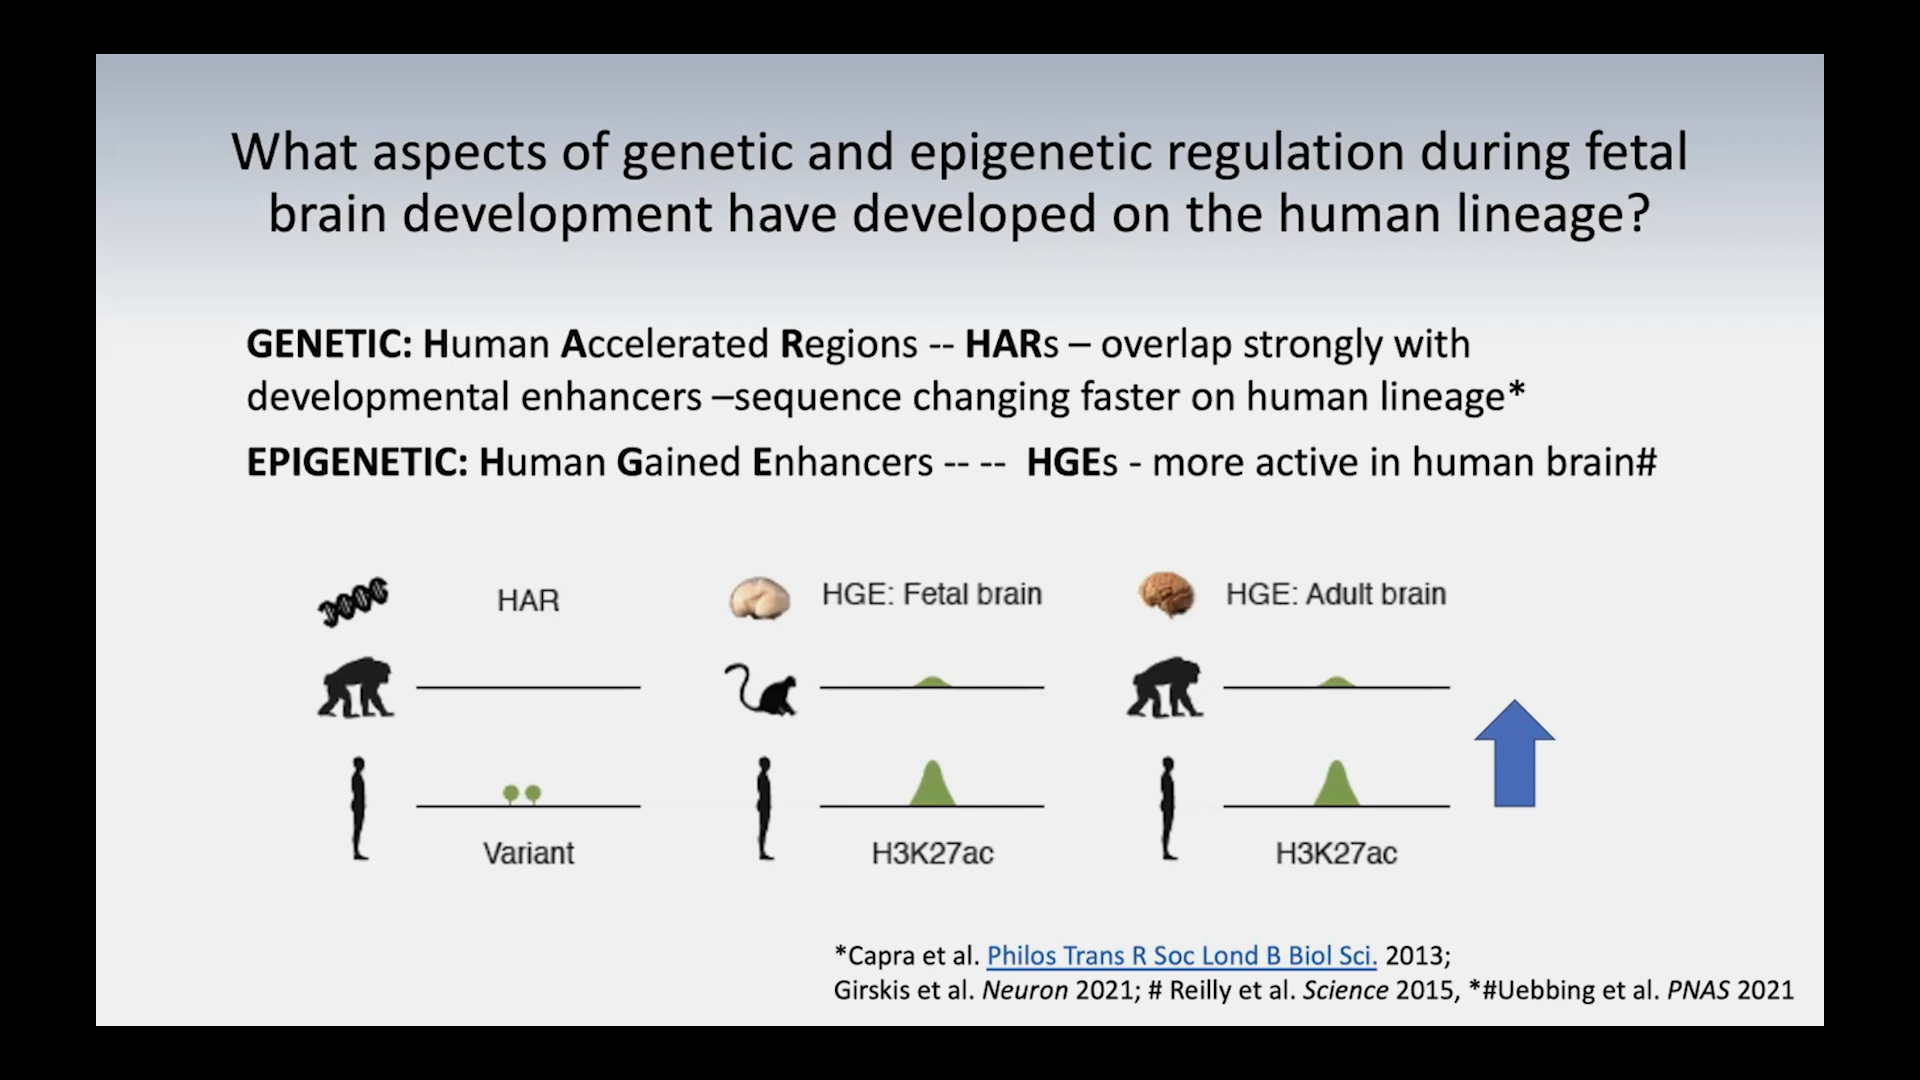 What aspects of genetic and epigenetic regulation during fetal
brain development have developed on the human lineage?
GENETIC: Human Accelerated Regions -- HARs – overlap strongly with
developmental enhancers –sequence changing faster on human lineage*
EPIGENETIC: Human Gained Enhancers -- -- HGEs - more active in human brain#
HAR
HGE: Fetal brain
HGE: Adult brain
Variant
H3K27ac
H3K27ac
*Capra et al. Philos Trans R Soc Lond B Biol Sci. 2013;
Girskis et al. Neuron 2021; # Reilly et al. Science 2015, *#Uebbing et al. PNAS 2021